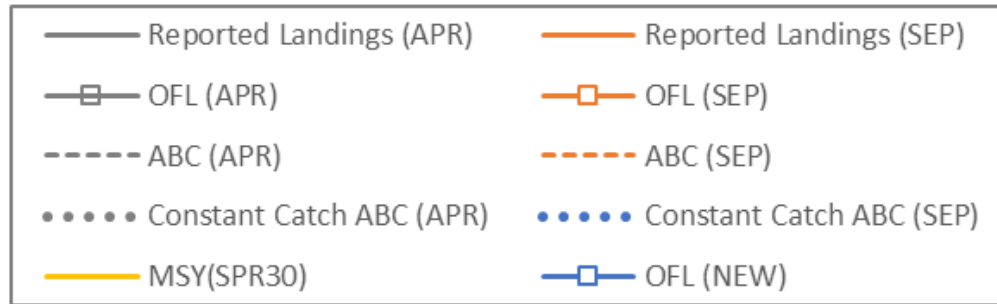 Reported Landings (APR) Reported Landings (SEP)
OFL (APR) OFL (SEP)
ABC (APR) ABC (SEP)
Constant Catch ABC (APR) Constant Catch ABC (SEP)
MSY(SPR30) OFL (NEW)